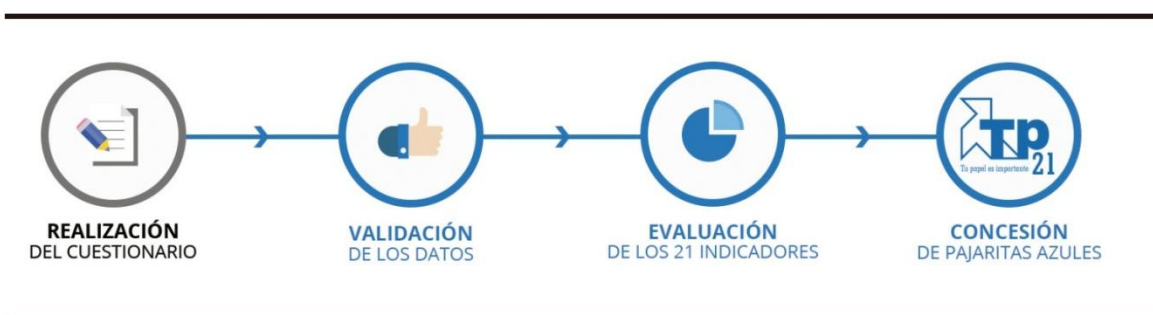 REALIZACIÓN
DEL CUESTIONARIO
VALIDACIÓN
DE LOS DATOS
EVALUACIÓN
DE LOS 21 INDICADORES
TP
Tu papel es importante 21
CONCESIÓN
DE PAJARITAS AZULES